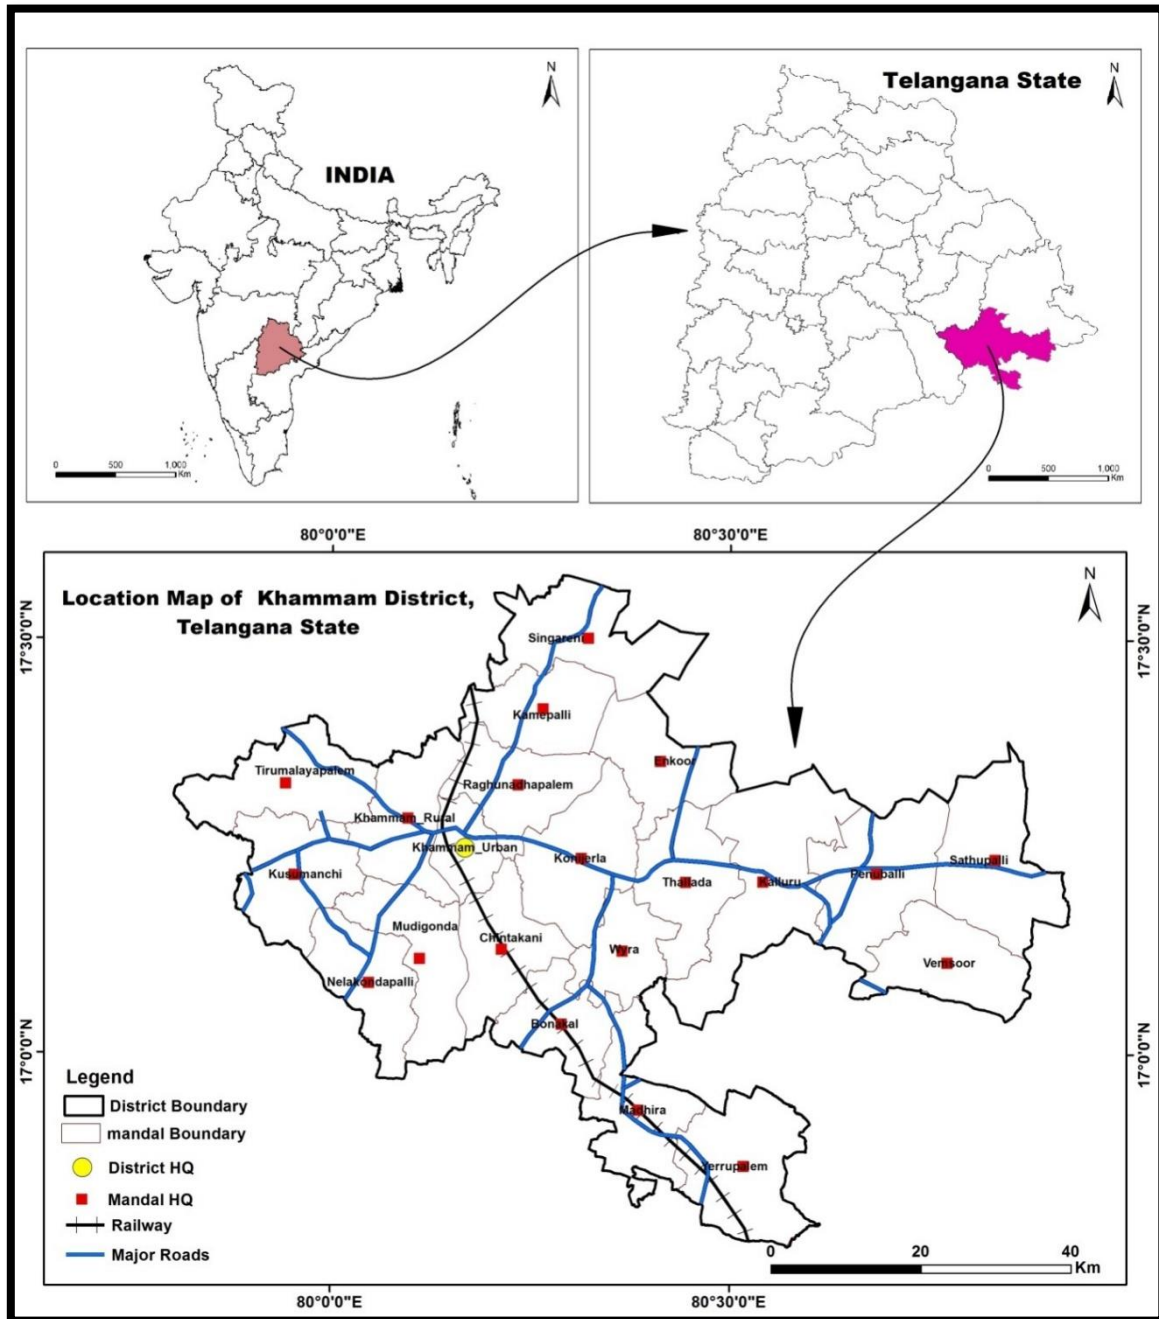 N
INDIA
0 500 1,000
Km
Telangana State
N
0 500 1,000
Km
80°0'0"E 80°30'0"E
Location Map of Khammam District,
Telangana State
N
17°30'0"N 17°30'0"N
Singareni
Kamepalli
Enkoor
Tirumalayapalem
Raghunadhapalem
Khammam_Rural
Khammam_Urban
Konijerla
Sathupalli
Kusumanchi
Thallada
Kalluru
Penuballi
Mudigonda
Chintakani
Wyra
Vemsoor
Nelakondapalli
Bonakal
17°0'0"N 17°0'0"N
Madhira
Yerrupalem
Legend
District Boundary
mandal Boundary
District HQ
Mandal HQ
Railway
Major Roads
0 20 40
Km
80°0'0"E 80°30'0"E